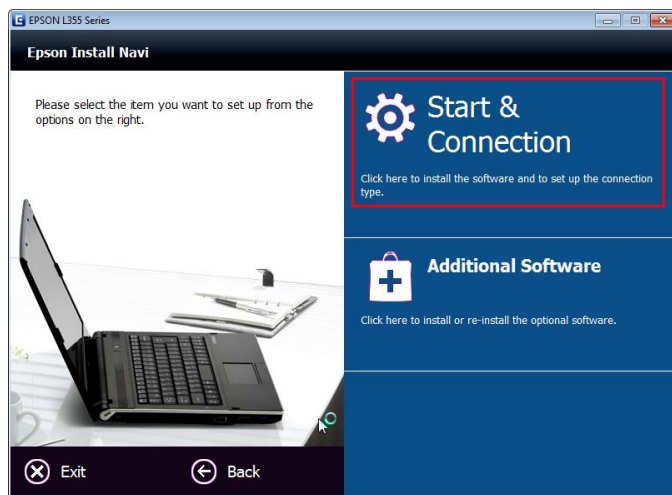 EPSON L355 Series
Epson Install Navi
Please select the item you want to set up from the
options on the right.
Start &
Connection
Click here to install the software and to set up the connection
type.
Additional Software
Click here to install or re-install the optional software.
Exit
Back